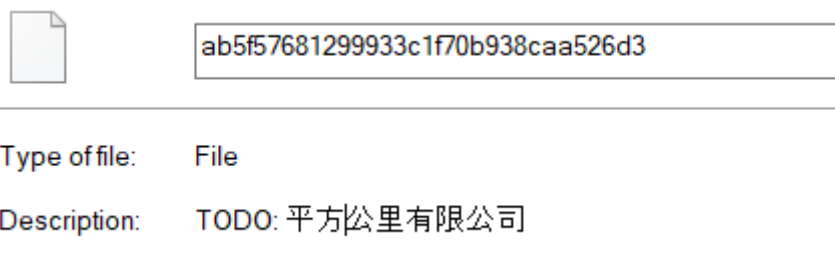 ab5f57681299933c1f70b938caa526d3
Type of file: File
Description: TODO: 平方公里有限公司